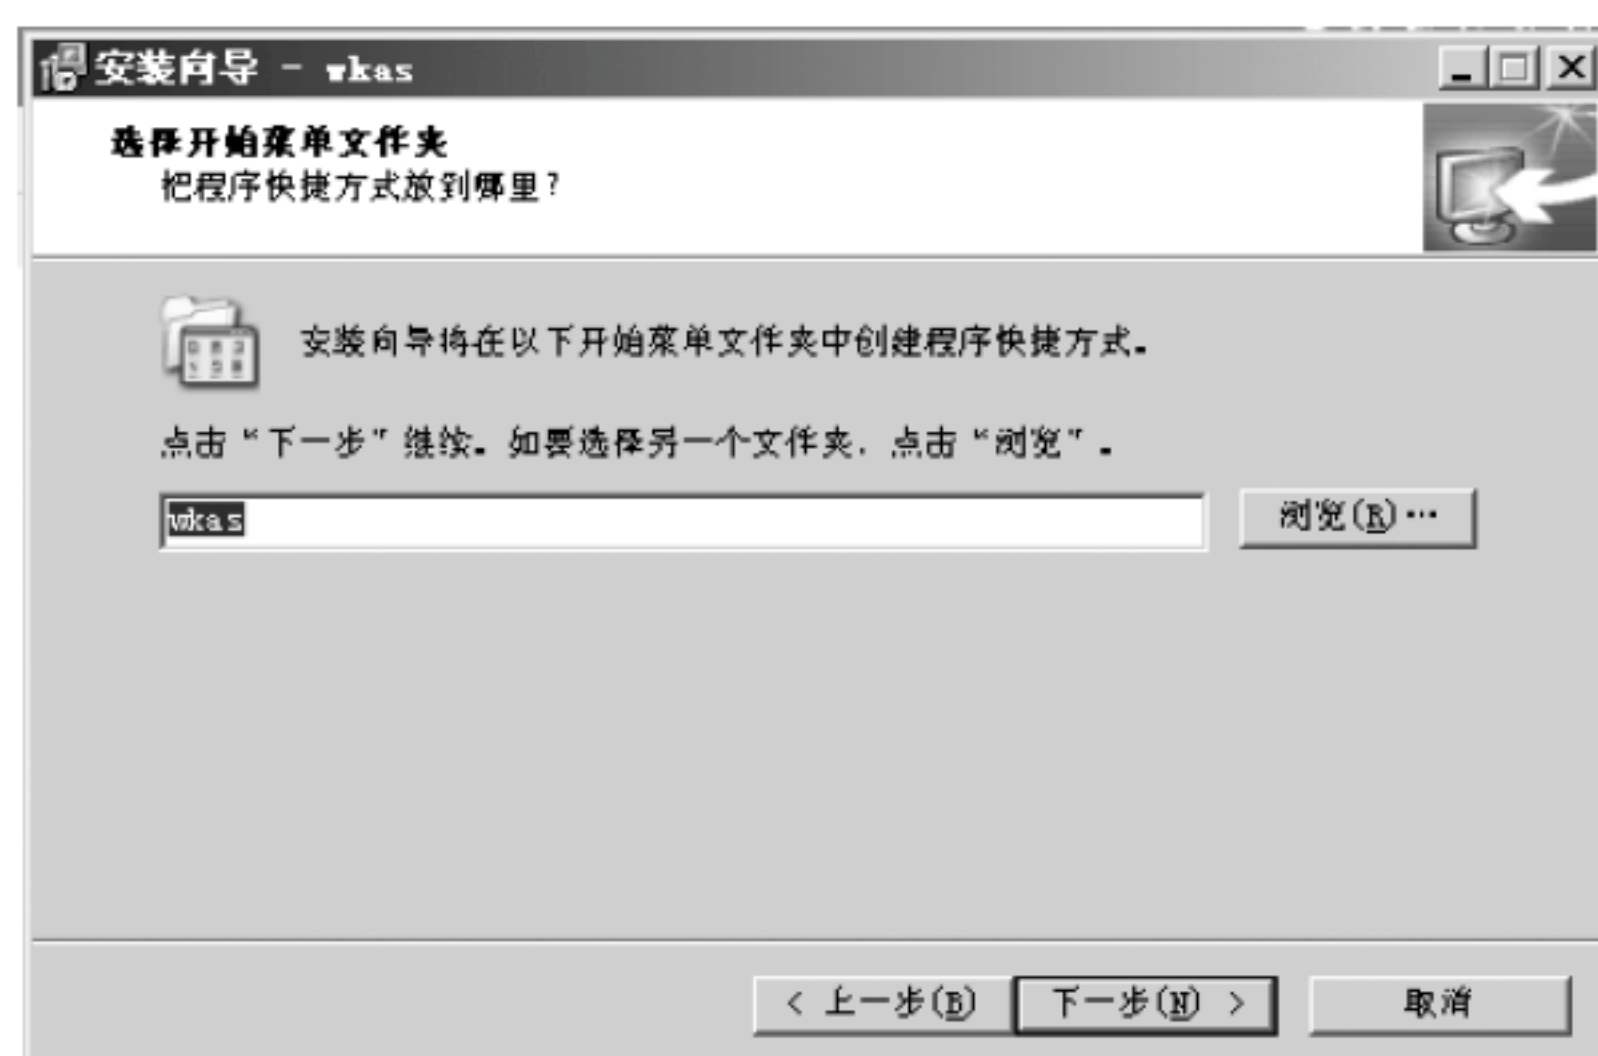 安装向导 - wkas
选择开始菜单文件夹
把程序快捷方式放到哪里?
安装向导将在以下开始菜单文件夹中创建程序快捷方式。
点击“下一步”继续。如要选择另一个文件夹，点击“浏览”。
wkas
浏览(R)…
< 上一步(B)
下一步(N) >
取消